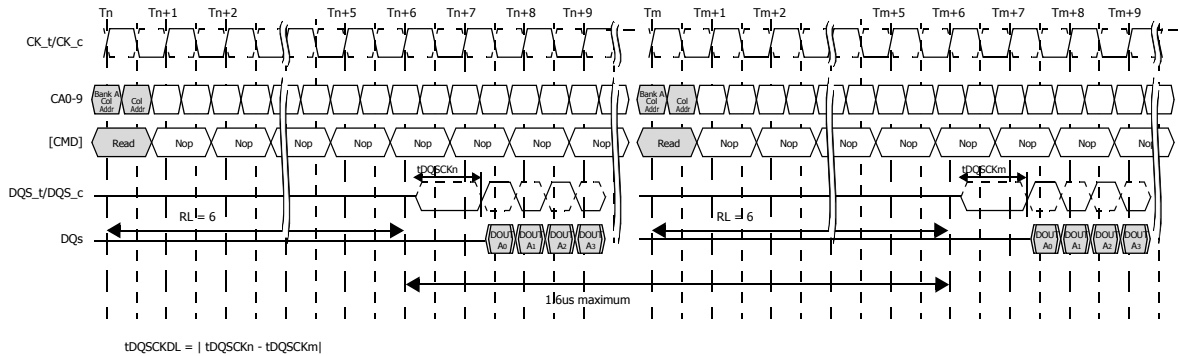 Tn Tn+1 Tn+2 Tn+5 Tn+6 Tn+7 Tn+8 Tn+9 Tm Tm+1 Tm+2 Tm+5 Tm+6 Tm+7 Tm+8 Tm+9
CK_t/CK_c
CA0-9 Bank A Col Addr Col Addr Bank A Col Addr Col Addr
[CMD] Read Nop Nop Nop Nop Nop Nop Nop Nop Read Nop Nop Nop Nop Nop Nop Nop Nop
tDQSCKn tDQSCKm
DQS_t/DQS_c
RL = 6 RL = 6
DQs DOUT A0 DOUT A1 DOUT A2 DOUT A3 DOUT A0 DOUT A1 DOUT A2 DOUT A3
1.6us maximum
tDQSCKDL = | tDQSCKn - tDQSCKm|